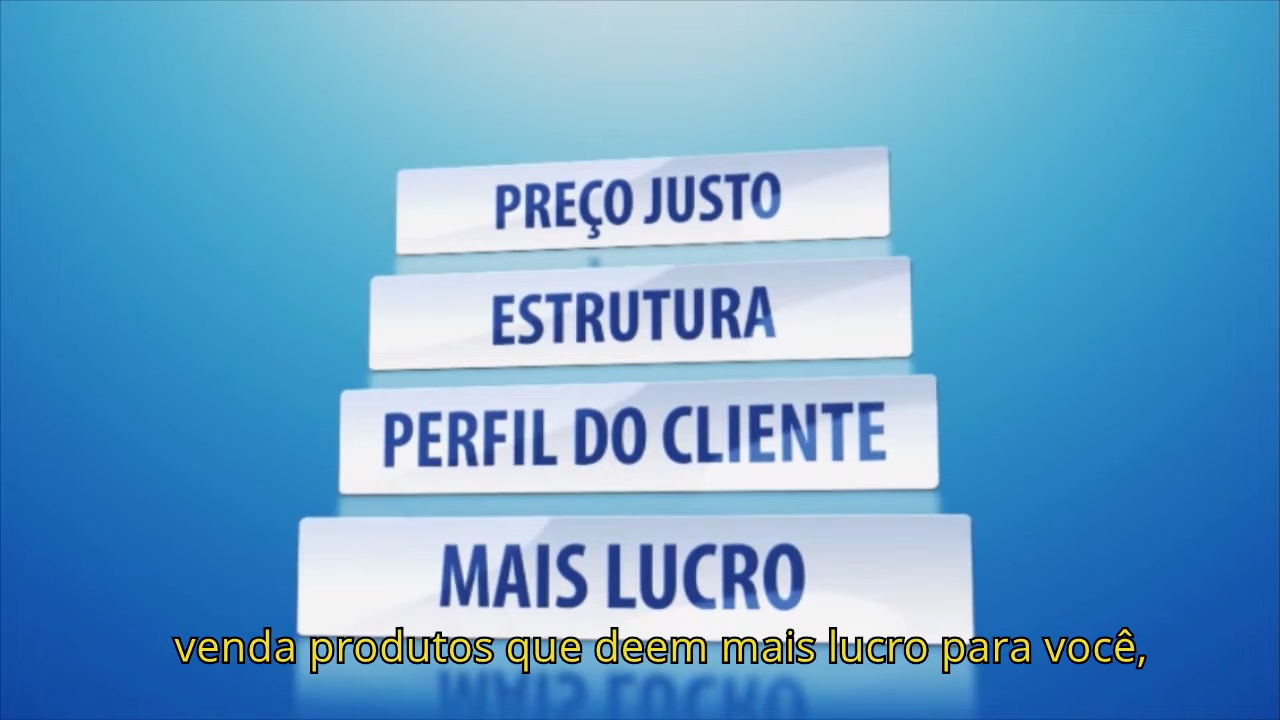 PREÇO JUSTO
ESTRUTURA
PERFIL DO CLIENTE
MAIS LUCRO
venda produtos que deem mais lucro para você,